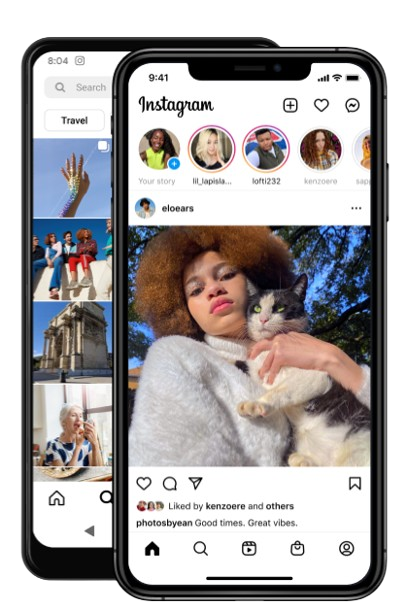 8:04
Search
Travel
9:41
Instagram
Your story
lil_lapisla...
lofti232
kenzoere
eloears
Liked by kenzoere and others
photosbyean Good times. Great vibes.